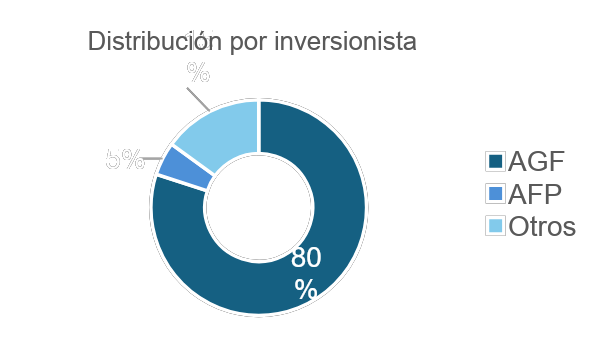 Distribución por inversionista
%
5%
80
%
AGF
AFP
Otros